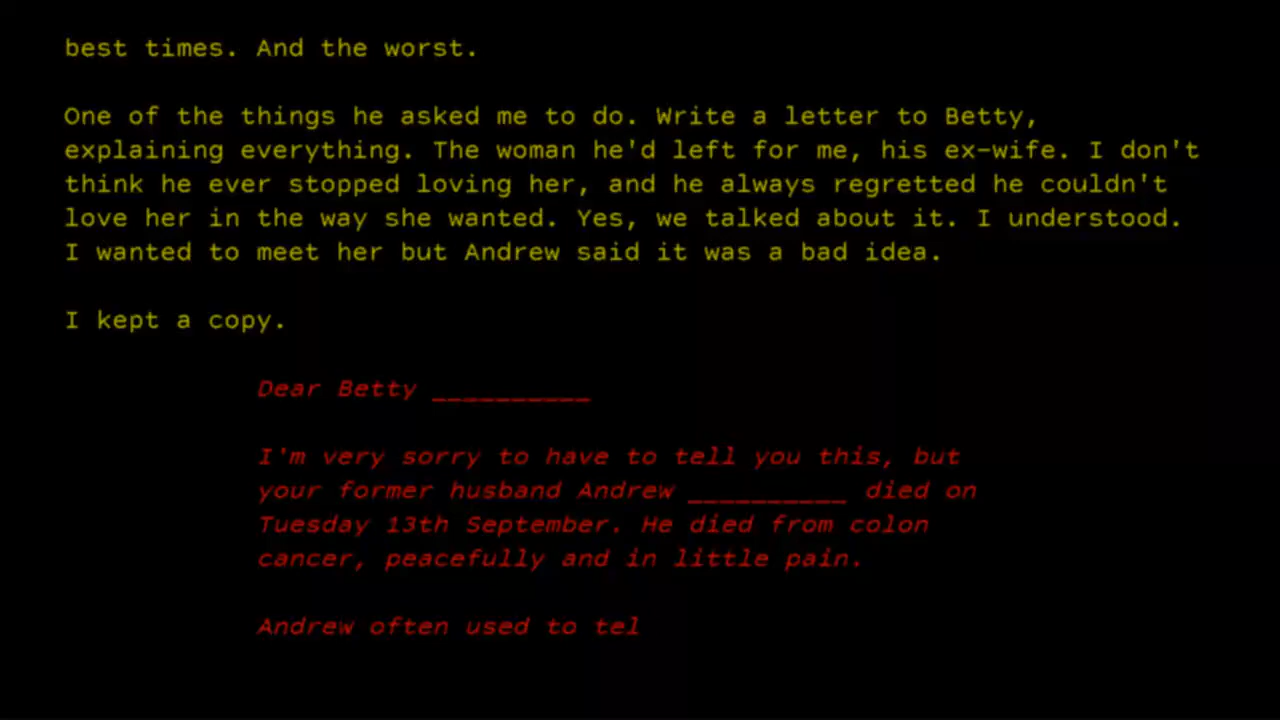 best times. And the worst.
One of the things he asked me to do. Write a letter to Betty,
explaining everything. The woman he'd left for me, his ex-wife. I don't
think he ever stopped loving her, and he always regretted he couldn't
love her in the way she wanted. Yes, we talked about it. I understood.
I wanted to meet her but Andrew said it was a bad idea.
I kept a copy.
Dear Betty __________
I'm very sorry to have to tell you this, but
your former husband Andrew __________ died on
Tuesday 13th September. He died from colon
cancer, peacefully and in little pain.
Andrew often used to tel